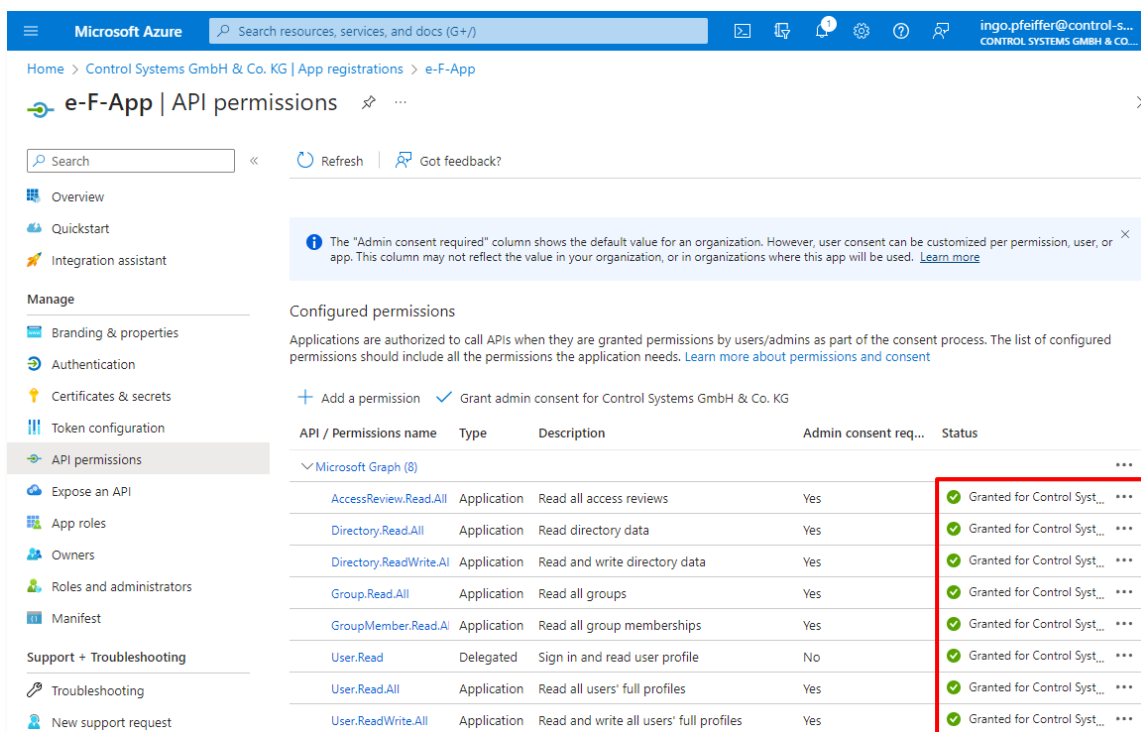 Microsoft Azure
Search resources, services, and docs (G+/)
1
ingo.pfeiffer@control-s...
CONTROL SYSTEMS GMBH & CO....
Home > Control Systems GmbH & Co. KG | App registrations > e-F-App
e-F-App | API permissions ...
Search
«
Refresh
Got feedback?
Overview
Quickstart
Integration assistant
The "Admin consent required" column shows the default value for an organization. However, user consent can be customized per permission, user, or
app. This column may not reflect the value in your organization, or in organizations where this app will be used. Learn more
Manage
Branding & properties
Authentication
Certificates & secrets
Token configuration
API permissions
Expose an API
App roles
Owners
Roles and administrators
Manifest
Support + Troubleshooting
Troubleshooting
New support request
Configured permissions
Applications are authorized to call APIs when they are granted permissions by users/admins as part of the consent process. The list of configured
permissions should include all the permissions the application needs. Learn more about permissions and consent
Add a permission Grant admin consent for Control Systems GmbH & Co. KG
API / Permissions name Type Description Admin consent req... Status
Microsoft Graph (8) ...
AccessReview.Read.All Application Read all access reviews Yes Granted for Control Syst... ...
Directory.Read.All Application Read directory data Yes Granted for Control Syst... ...
Directory.ReadWrite.Al Application Read and write directory data Yes Granted for Control Syst... ...
Group.Read.All Application Read all groups Yes Granted for Control Syst... ...
GroupMember.Read.Al Application Read all group memberships Yes Granted for Control Syst... ...
User.Read Delegated Sign in and read user profile No Granted for Control Syst... ...
User.Read.All Application Read all users' full profiles Yes Granted for Control Syst... ...
User.ReadWrite.All Application Read and write all users' full profiles Yes Granted for Control Syst... ...